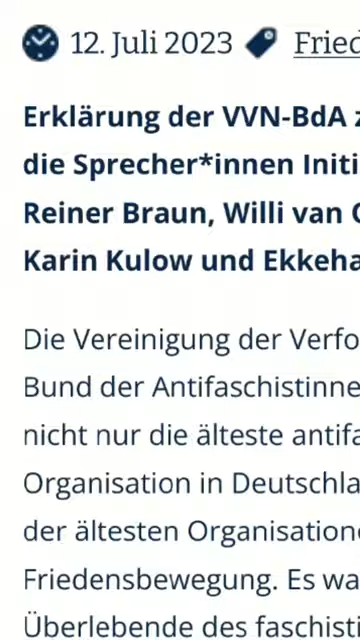 12. Juli 2023 Fried
Erklärung der VVN-BdA
die Sprecher*innen Initi
Reiner Braun, Willi van
Karin Kulow und Ekkeha
Die Vereinigung der Verfo
Bund der Antifaschistinne
nicht nur die älteste antifa
Organisation in Deutschla
der ältesten Organisation
Friedensbewegung. Es wa
Überlebende des faschisti